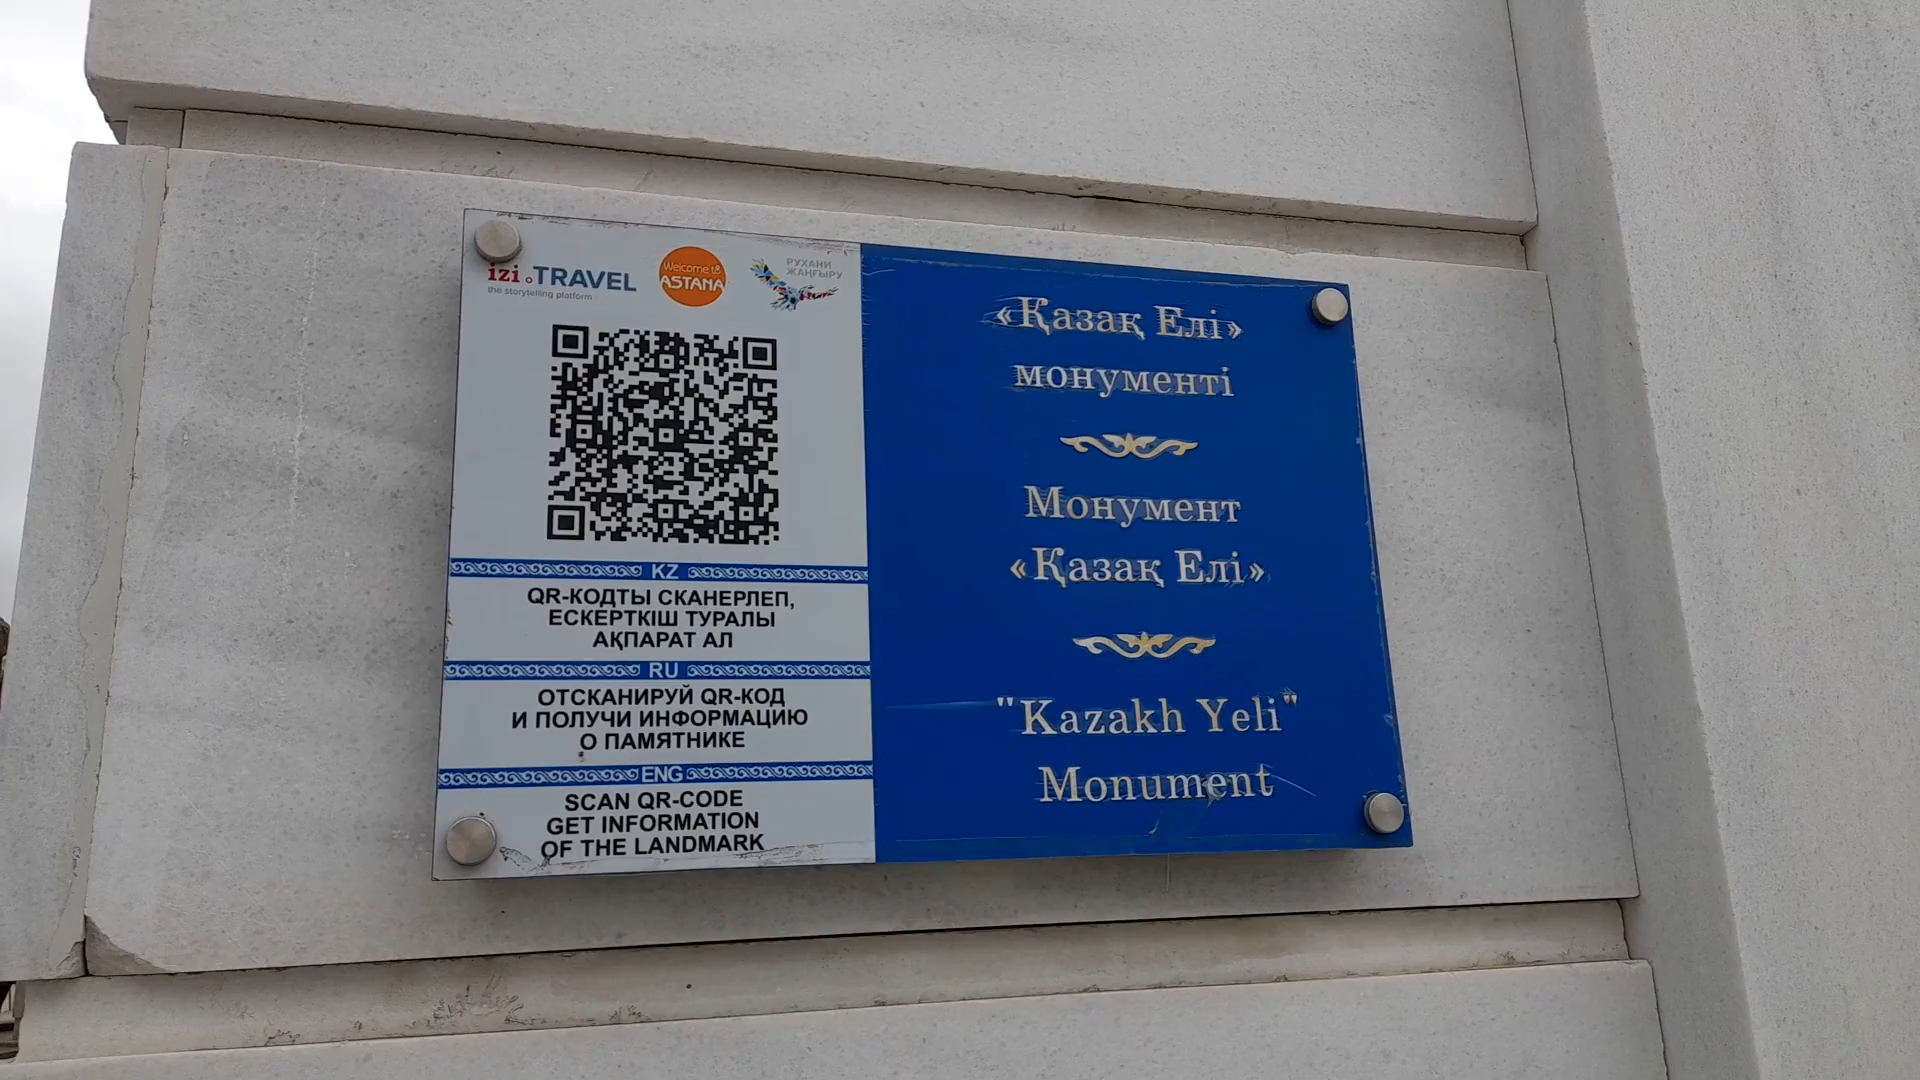 izi.TRAVEL
the storytelling platform
Welcome to
ASTANA
РУХАНИ
ЖАҢҒЫРУ
KZ
QR-КОДТЫ СКАНЕРЛЕП,
ЕСКЕРТКІШ ТУРАЛЫ
АҚПАРАТ АЛ
RU
ОТСКАНИРУЙ QR-КОД
И ПОЛУЧИ ИНФОРМАЦИЮ
О ПАМЯТНИКЕ
ENG
SCAN QR-CODE
GET INFORMATION
OF THE LANDMARK
«Қазақ Елі»
монументі
Монумент
«Қазақ Елі»
"Kazakh Yeli"
Monument